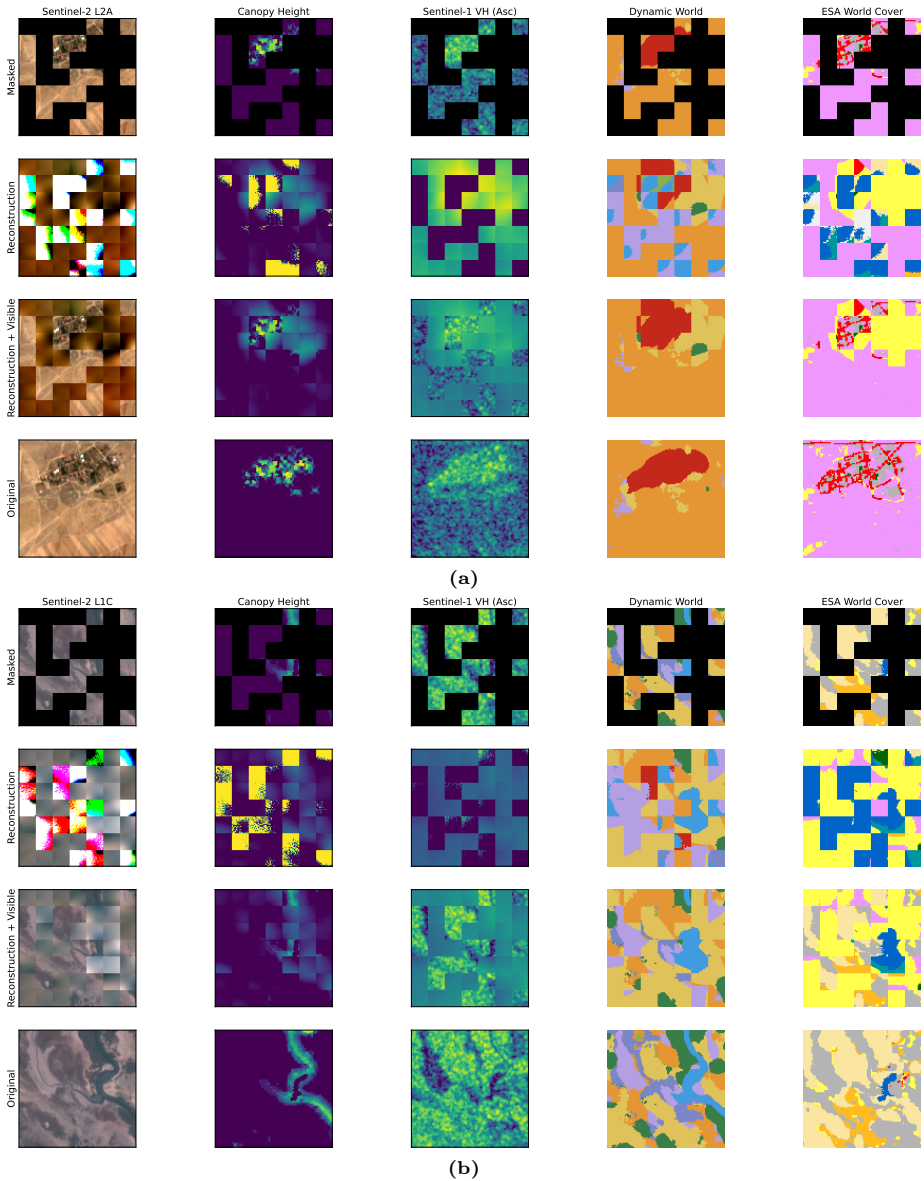 Sentinel-2 L2A Canopy Height Sentinel-1 VH (Asc) Dynamic World ESA World Cover
Masked
Reconstruction
Reconstruction + Visible
Original
(a)
Sentinel-2 L1C Canopy Height Sentinel-1 VH (Asc) Dynamic World ESA World Cover
Masked
Reconstruction
Reconstruction + Visible
Original
(b)